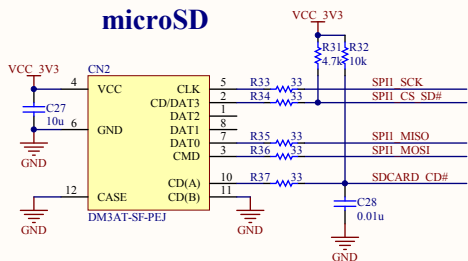 microSD
VCC_3V3
VCC_3V3
CN2
R31
4.7k
R32
10k
4 VCC CLK 5 R33 33 SPI1_SCK
CD/DAT3 2 R34 33 SPI1_CS_SD#
C27
10u
DAT2 1
6 GND DAT1 8
DAT0 7 R35 33 SPI1_MISO
CMD 3 R36 33 SPI1_MOSI
GND
12 CASE CD(A) 10 R37 33 SDCARD_CD#
CD(B) 11
DM3AT-SF-PEJ
C28
0.01u
GND
GND
GND